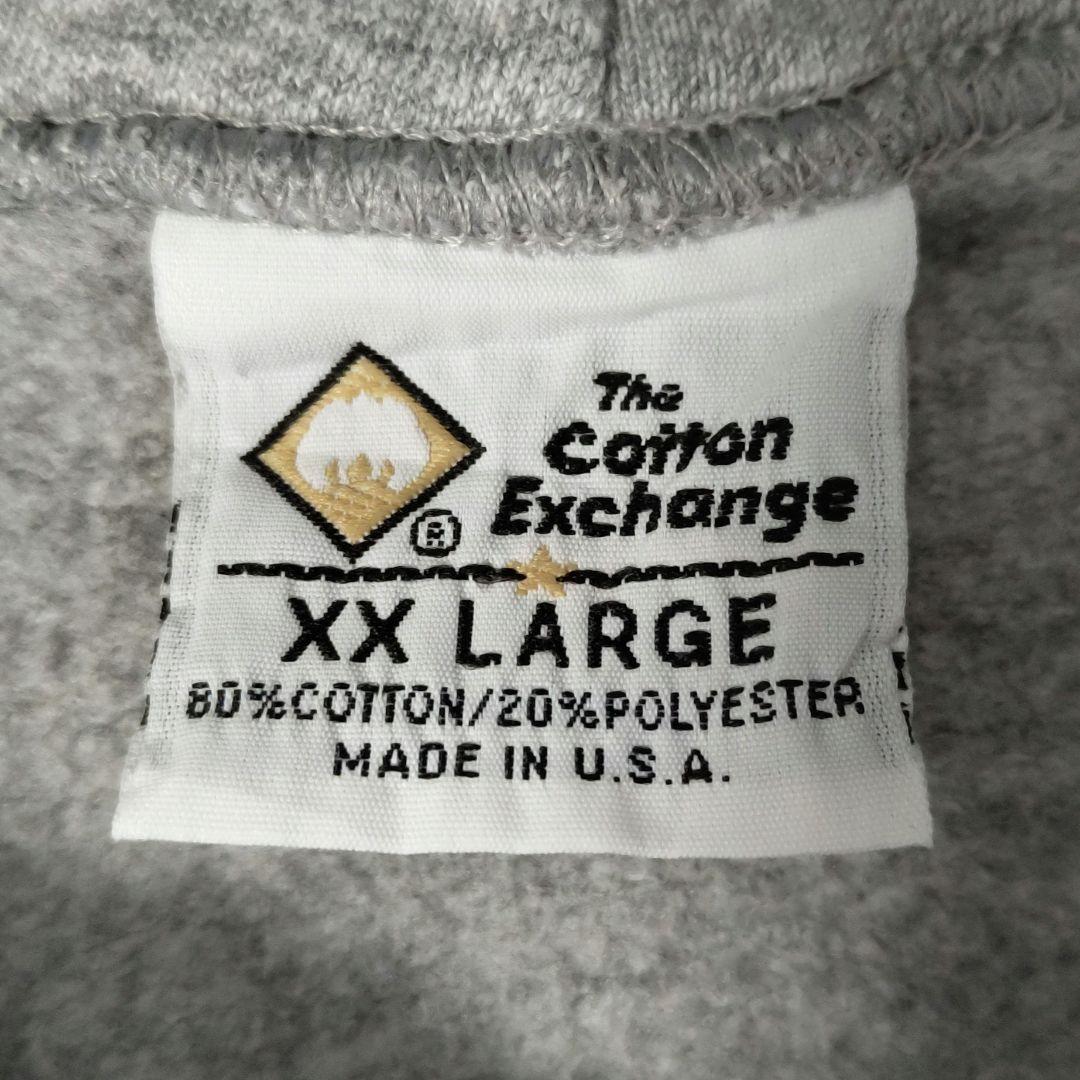 The
Cotton
Exchange
®
XX LARGE
80%COTTON/20%POLYESTER
MADE IN U.S.A.